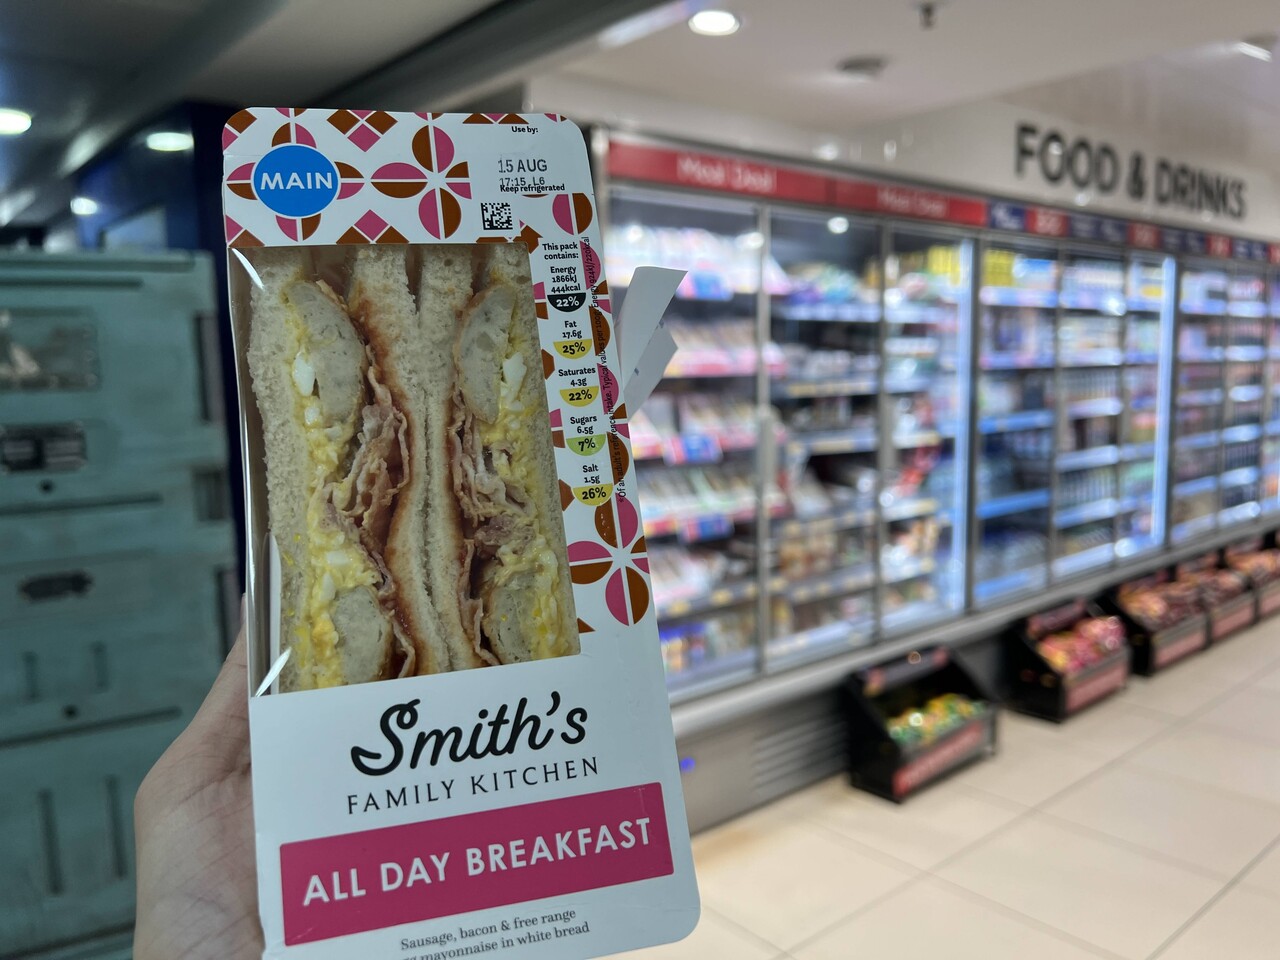 MAIN
Use by:
15 AUG
17:15 L6
Keep refrigerated
This pack
contains:
Energy
1866kJ
444kcal
22%
Fat
17.6g
25%
Saturates
4.3g
22%
Sugars
6.5g
7%
Salt
1.5g
26%
Smith's
FAMILY KITCHEN
ALL DAY BREAKFAST
Sausage, bacon & free range
mayonnaise in white bread
Meal Deal
Meal Deal
FOOD & DRINKS